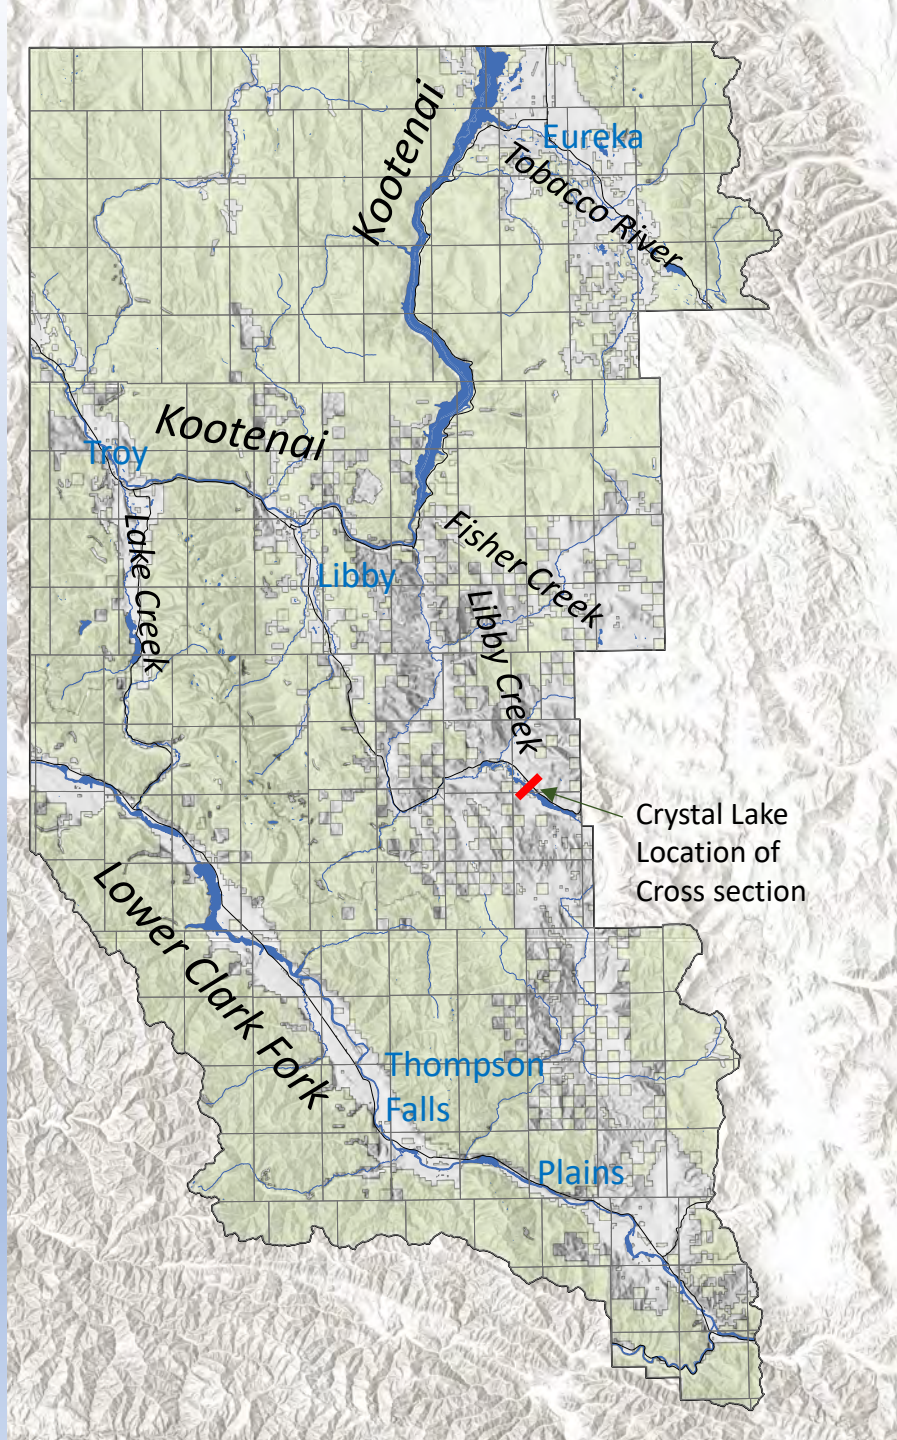 Kootenai
Eureka
Tobacco River
Kootenai
Troy
Lake Creek
Fisher Creek
Libby
Libby Creek
Crystal Lake
Location of
Cross section
Lower Clark Fork
Thompson
Falls
Plains